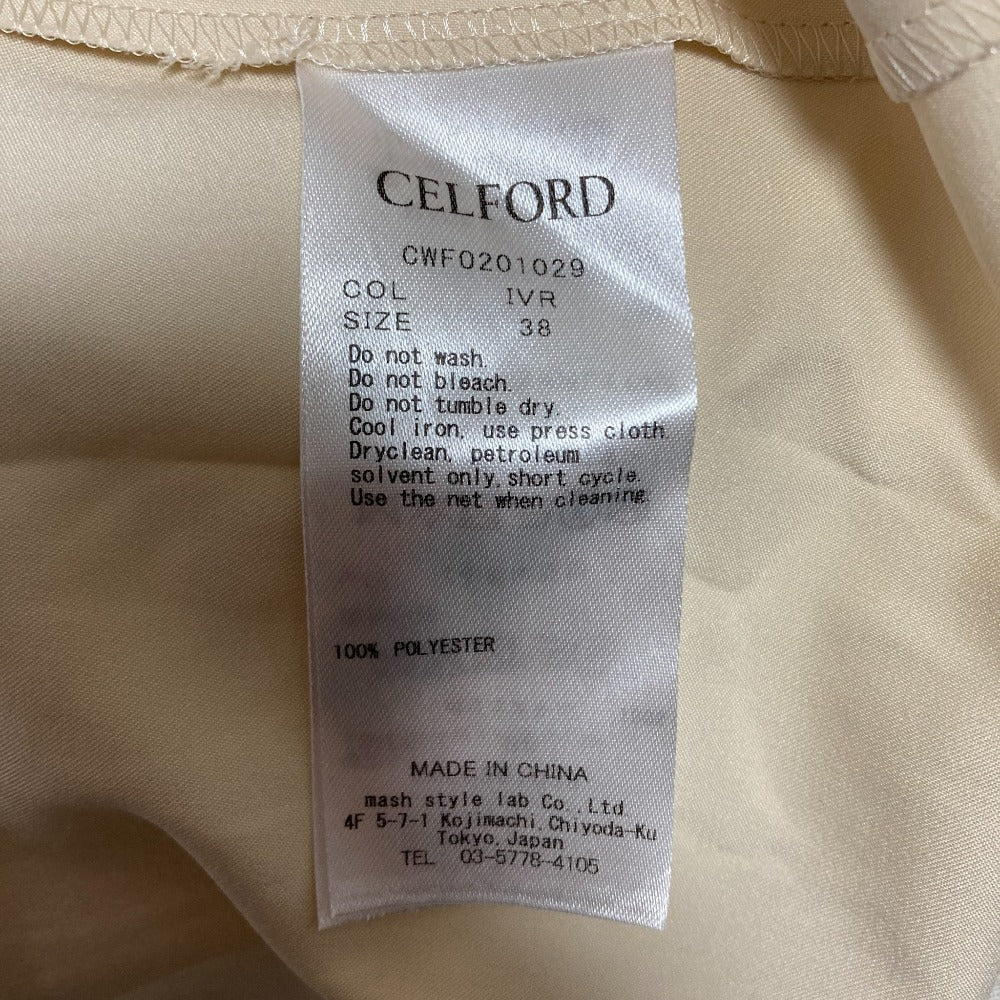 CELFORD
CWF0201029
COL IVR
SIZE 38
Do not wash.
Do not bleach.
Do not tumble dry.
Cool iron, use press cloth.
Dryclean, petroleum
solvent only, short cycle.
Use the net when cleaning.
100% POLYESTER
MADE IN CHINA
mash style lab Co.,Ltd
4F 5-7-1 Kojimachi,Chiyoda-Ku
Tokyo,Japan
TEL 03-5778-4105